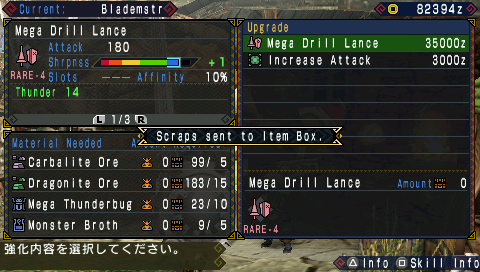 Current: Blademstr
82394z
Mega Drill Lance
Attack 180
Shrpnss +1
RARE-4 Slots --- Affinity 10%
Thunder 14
L 1/3 R
Upgrade
Mega Drill Lance 35000z
Increase Attack 3000z
Scraps sent to Item Box.
Material Needed
Carbalite Ore 0 99/ 5
Dragonite Ore 0 183/15
Mega Thunderbug 0 23/10
Monster Broth 0 9/ 5
Mega Drill Lance Amount 0
RARE-4
強化内容を選択してください。
△Info □Skill Info